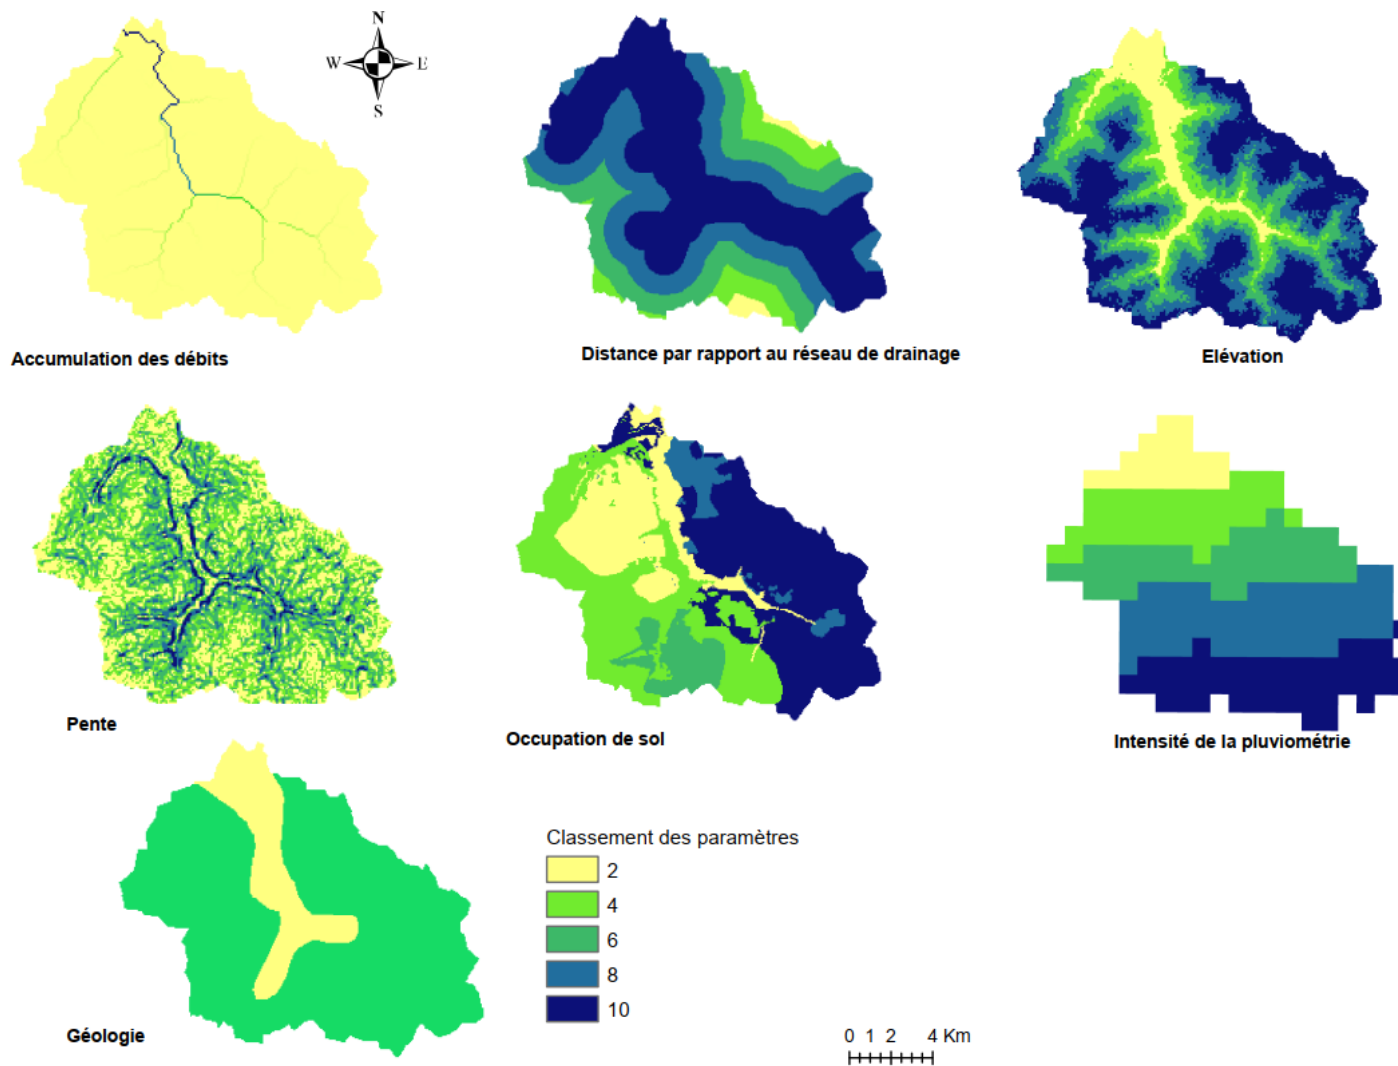 N
W E
S
Accumulation des débits
Distance par rapport au réseau de drainage
Elévation
Pente
Occupation de sol
Intensité de la pluviométrie
Géologie
Classement des paramètres
2
4
6
8
10
0 1 2 4 Km